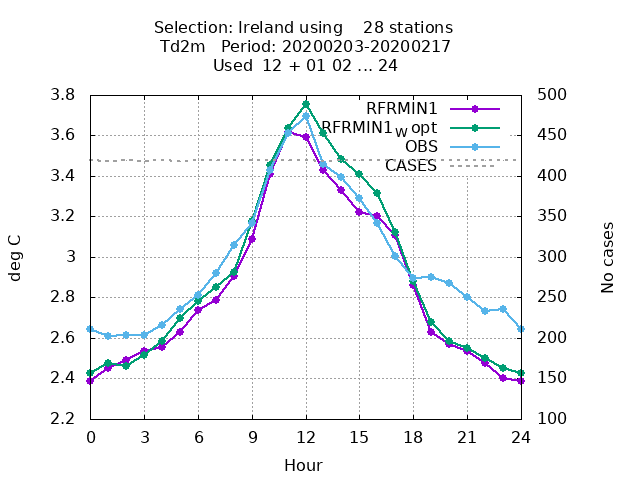 Selection: Ireland using    28 stations
Td2m   Period: 20200203-20200217
Used  12 + 01 02 ... 24
3.8
3.6
3.4
3.2
3
2.8
2.6
2.4
2.2
deg C
500
450
400
350
300
250
200
150
100
No cases
RFRMIN1
RFRMIN1_w opt
OBS
CASES
0 3 6 9 12 15 18 21 24
Hour